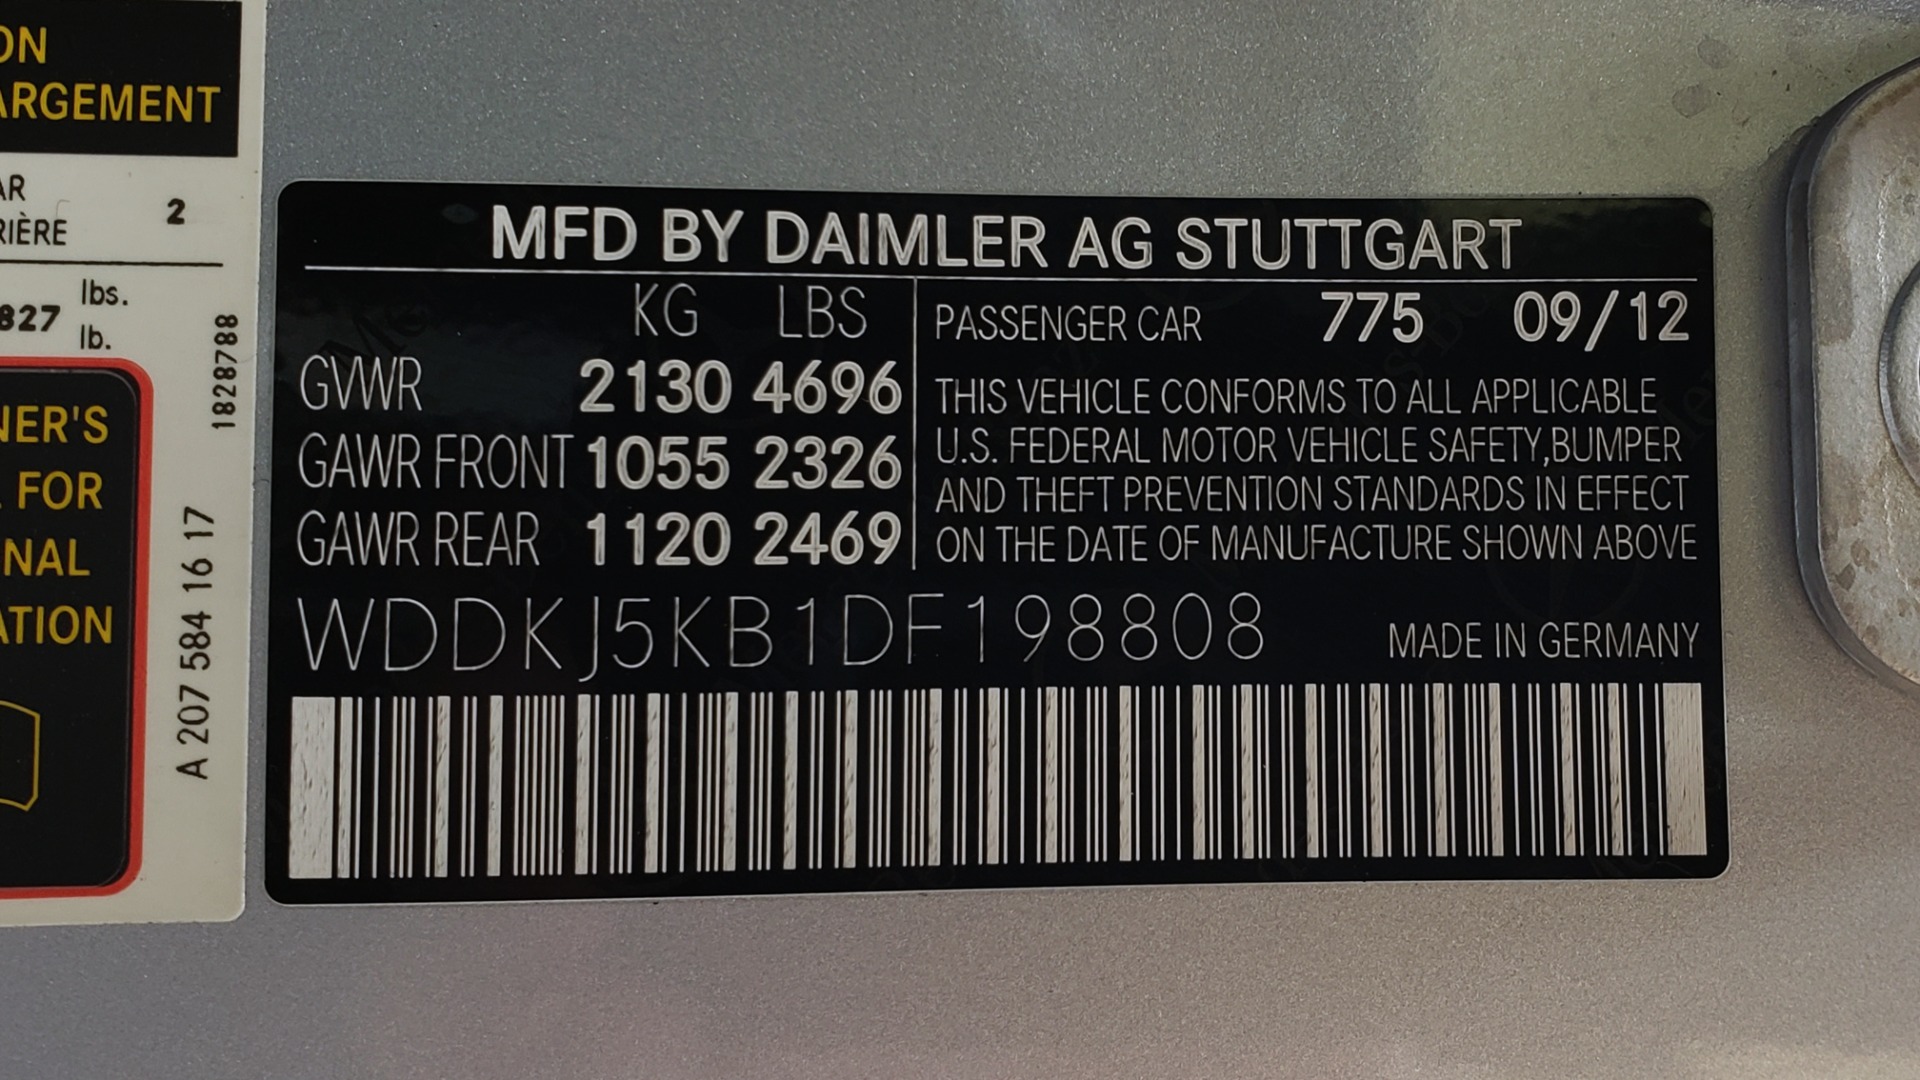 ON
ARGEMENT
AR
RIÈRE
2
827 lbs.
lb.
NER'S
FOR
NAL
ATION
1828788
A 207 584 16 17
MFD BY DAIMLER AG STUTTGART
KG LBS
GVWR 2130 4696
GAWR FRONT 1055 2326
GAWR REAR 1120 2469
PASSENGER CAR 775 09/12
THIS VEHICLE CONFORMS TO ALL APPLICABLE
U.S. FEDERAL MOTOR VEHICLE SAFETY,BUMPER
AND THEFT PREVENTION STANDARDS IN EFFECT
ON THE DATE OF MANUFACTURE SHOWN ABOVE
WDDKJ5KB1DF198808
MADE IN GERMANY